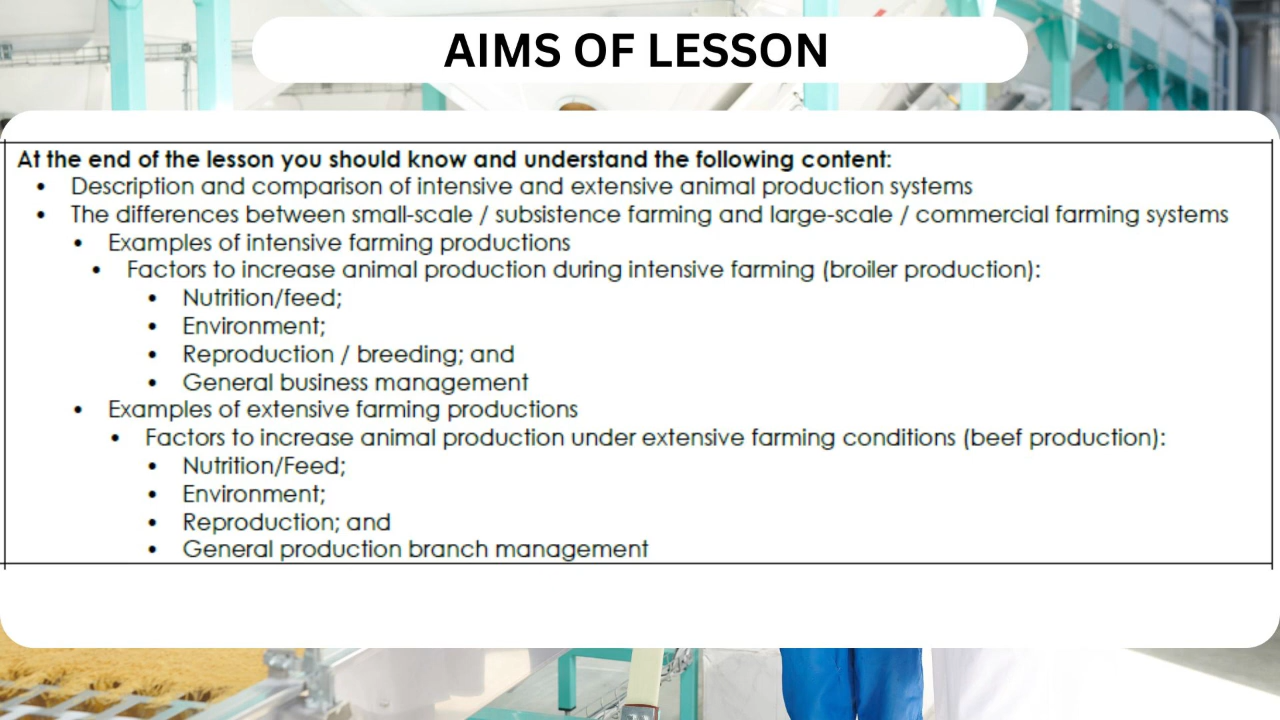 AIMS OF LESSON
At the end of the lesson you should know and understand the following content:
• Description and comparison of intensive and extensive animal production systems
• The differences between small-scale / subsistence farming and large-scale / commercial farming systems
• Examples of intensive farming productions
• Factors to increase animal production during intensive farming (broiler production):
• Nutrition/feed;
• Environment;
• Reproduction / breeding; and
• General business management
• Examples of extensive farming productions
• Factors to increase animal production under extensive farming conditions (beef production):
• Nutrition/Feed;
• Environment;
• Reproduction; and
• General production branch management